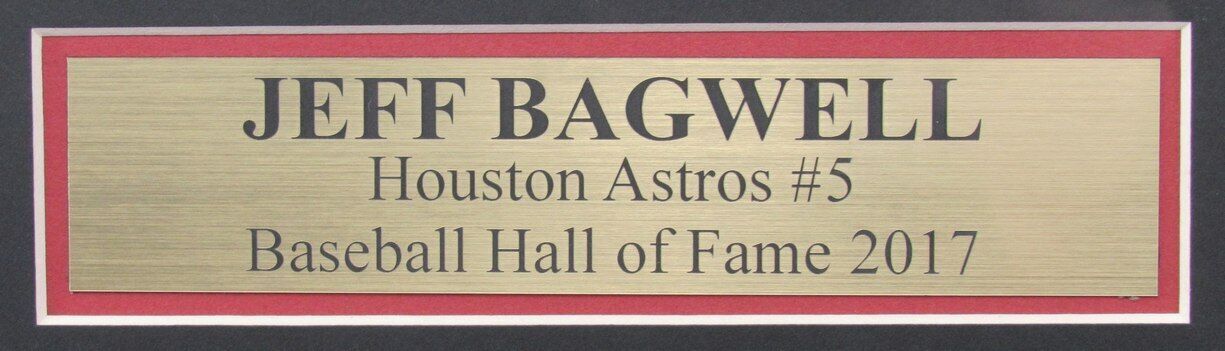 JEFF BAGWELL
Houston Astros #5
Baseball Hall of Fame 2017